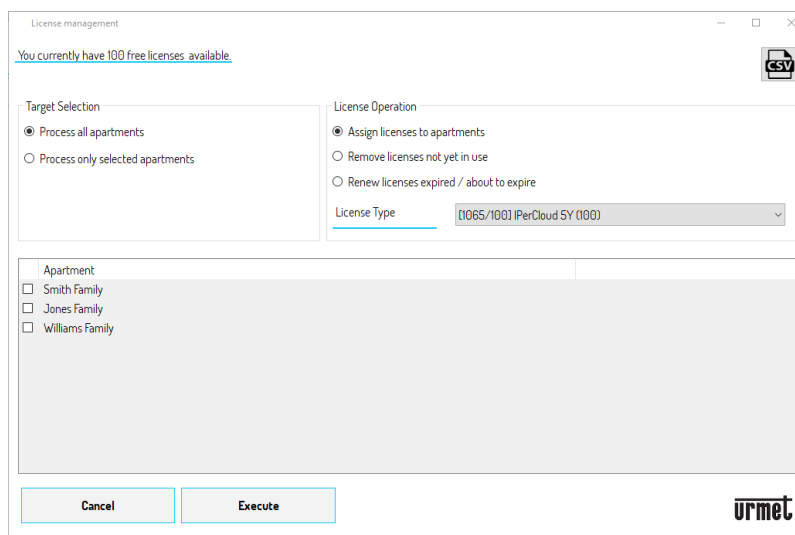 License management
You currently have 100 free licenses available.
CSV
Target Selection
Process all apartments
Process only selected apartments
License Operation
Assign licenses to apartments
Remove licenses not yet in use
Renew licenses expired / about to expire
License Type
[1065/100] IPerCloud 5Y (100)
Apartment
Smith Family
Jones Family
Williams Family
Cancel
Execute
urmet